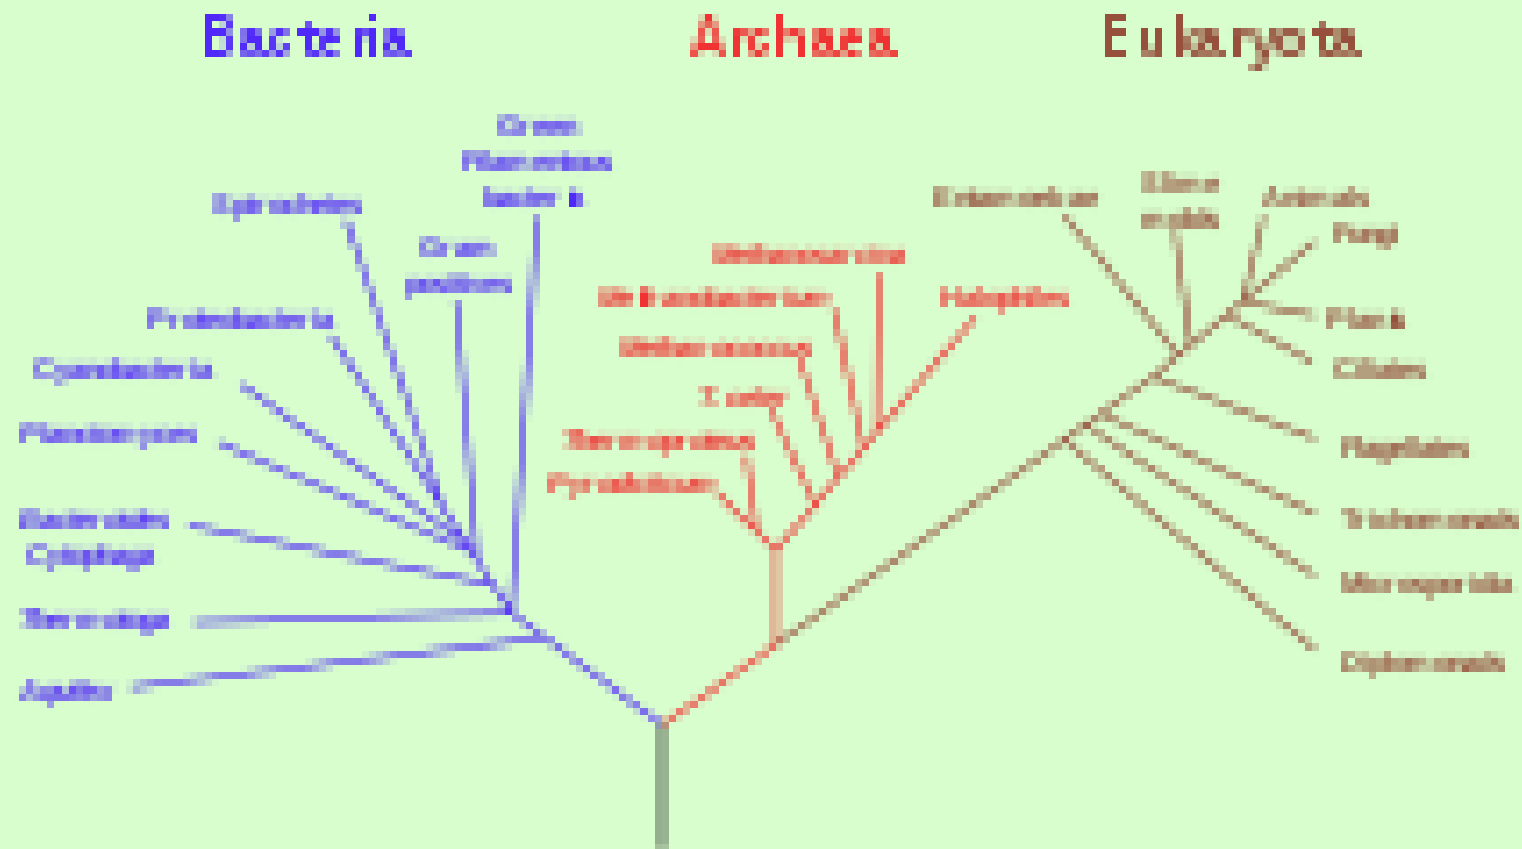 Bacteria
Archaea
Eukaryota
Green
Filamentous
bacteria
Spirochetes
Gram
positives
Proteobacteria
Cyanobacteria
Planctomyces
Bacteroides
Cytophaga
Thermotoga
Aquifex
Methanosarcina
Methanobacterium
Halophiles
Methanococcus
T. celer
Thermoproteus
Pyrodicticum
Entamoebae
Slime
molds
Animals
Fungi
Plants
Ciliates
Flagellates
Trichomonads
Microsporidia
Diplomonads